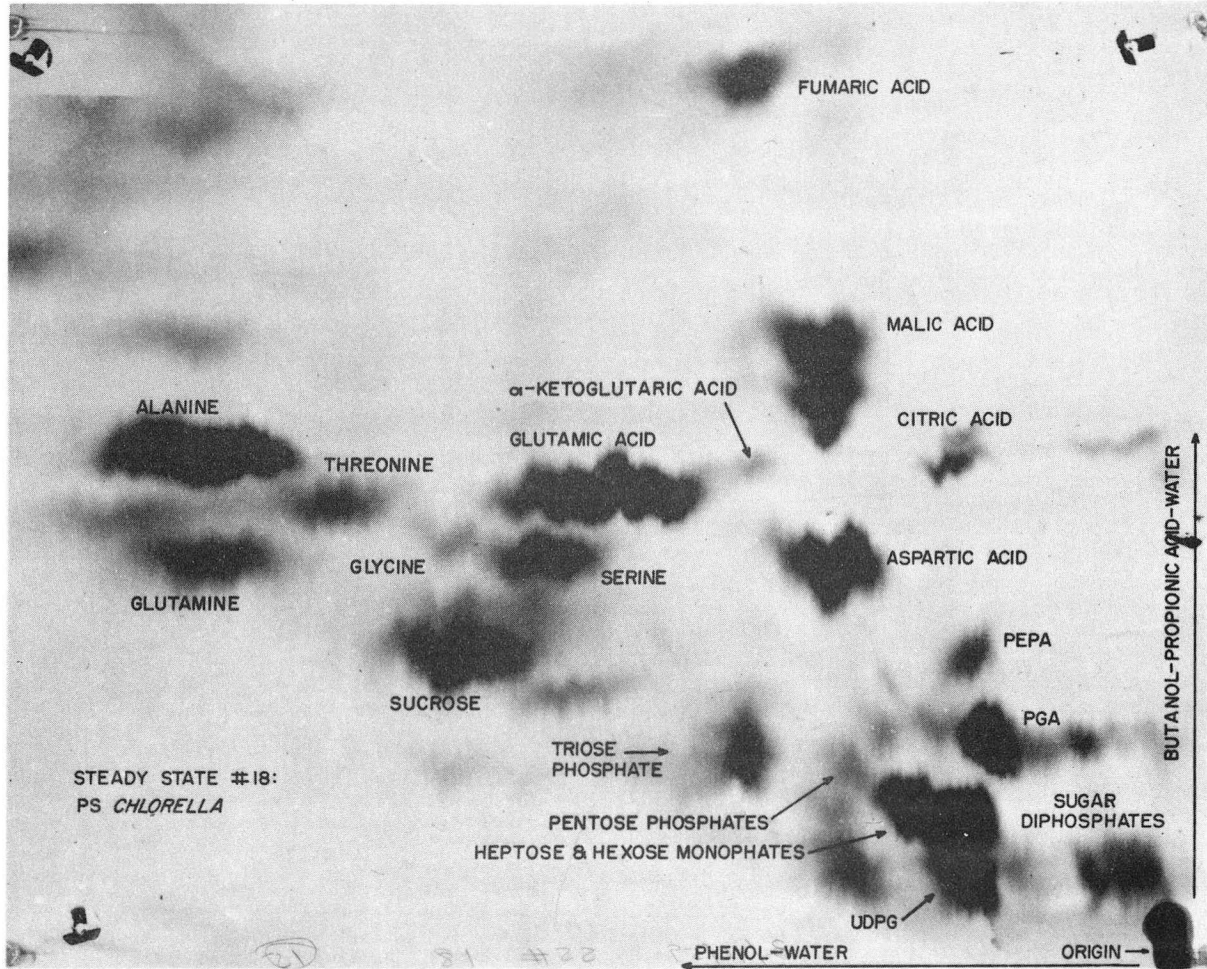 FUMARIC ACID
MALIC ACID
α-KETOGLUTARIC ACID
CITRIC ACID
ALANINE
GLUTAMIC ACID
THREONINE
GLYCINE
SERINE
ASPARTIC ACID
GLUTAMINE
PEPA
SUCROSE
PGA
TRIOSE
PHOSPHATE
STEADY STATE #18:
PS CHLORELLA
PENTOSE PHOSPHATES
SUGAR
DIPHOSPHATES
HEPTOSE & HEXOSE MONOPHATES
UDPG
BUTANOL-PROPIONIC ACID-WATER
PHENOL-WATER
ORIGIN